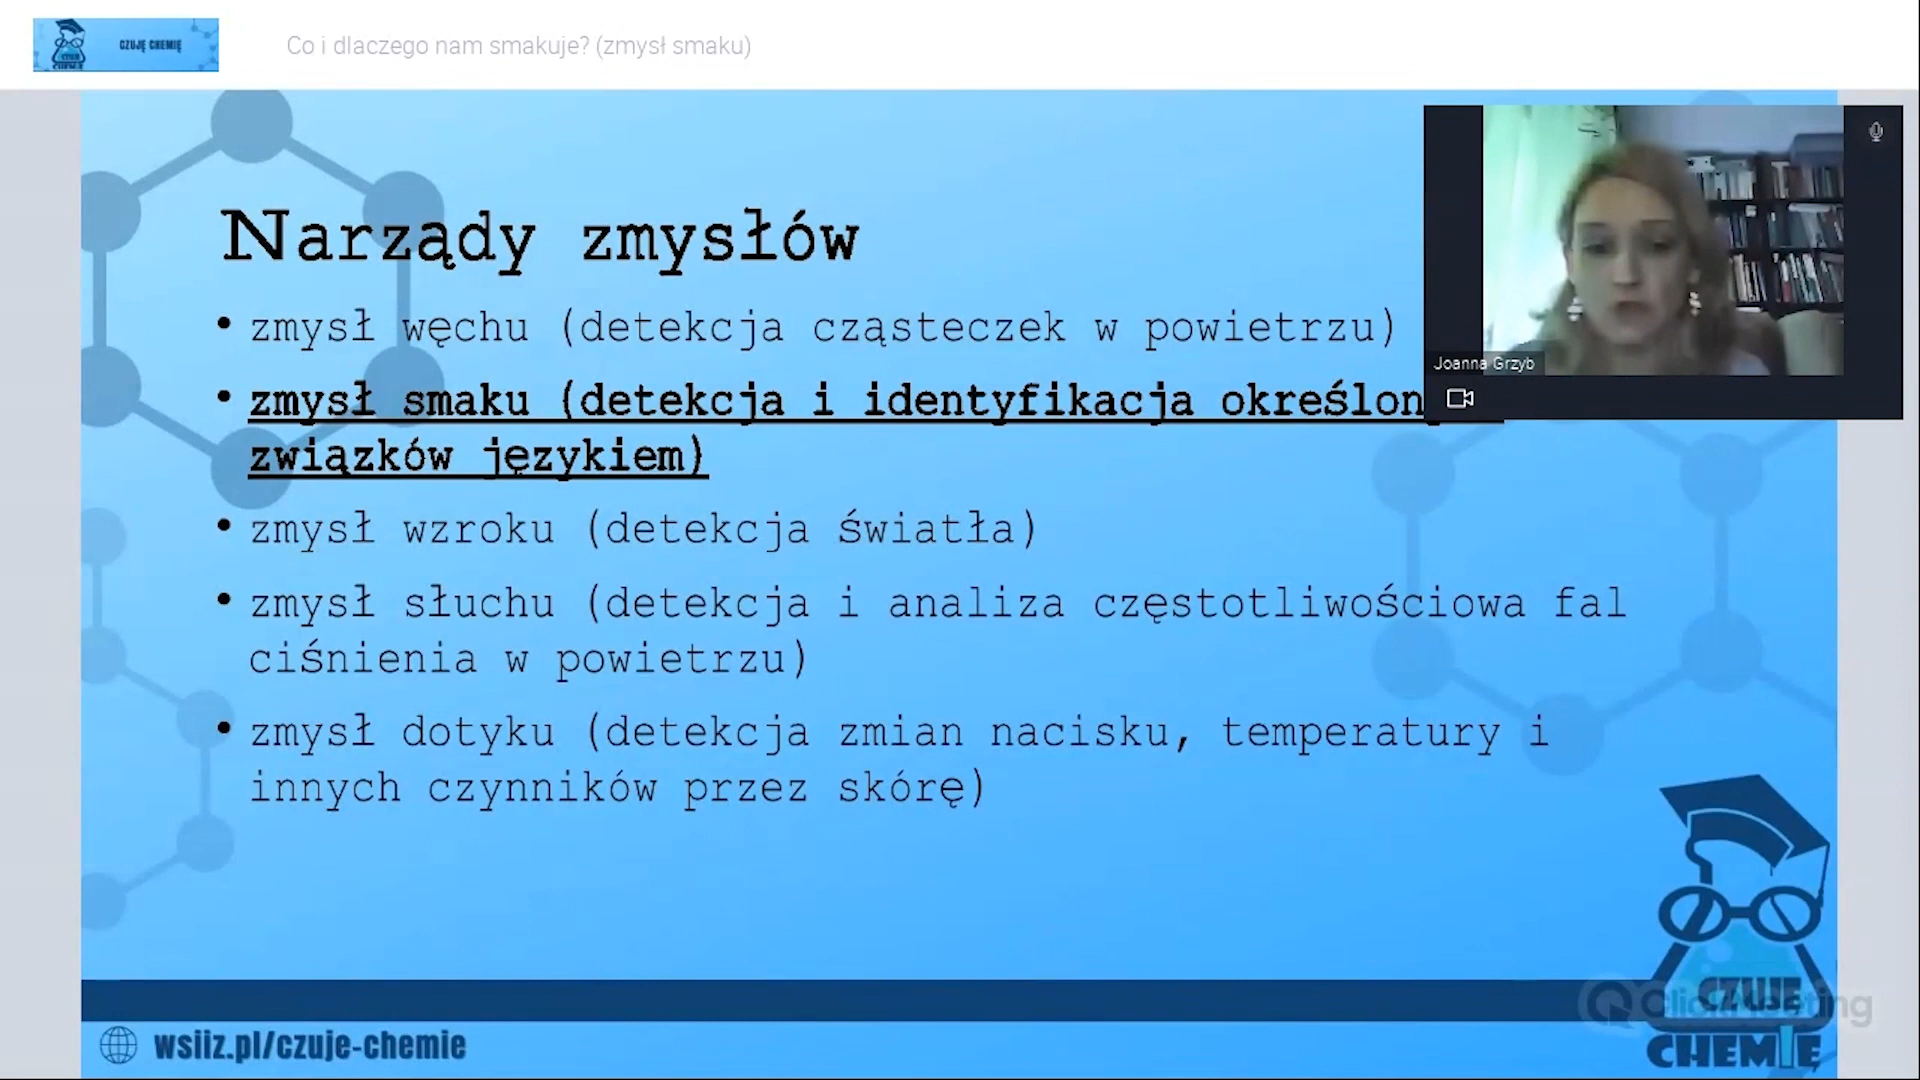 CZUJĘ CHEMIĘ
Co i dlaczego nam smakuje? (zmysł smaku)
Narządy zmysłów
• zmysł węchu (detekcja cząsteczek w powietrzu)
• zmysł smaku (detekcja i identyfikacja określon
związków językiem)
• zmysł wzroku (detekcja światła)
• zmysł słuchu (detekcja i analiza częstotliwościowa fal
ciśnienia w powietrzu)
• zmysł dotyku (detekcja zmian nacisku, temperatury i
innych czynników przez skórę)
Joanna Grzyb
wsiiz.pl/czuje-chemie
ClickMeeting
CZUJĘ
CHEMIĘ